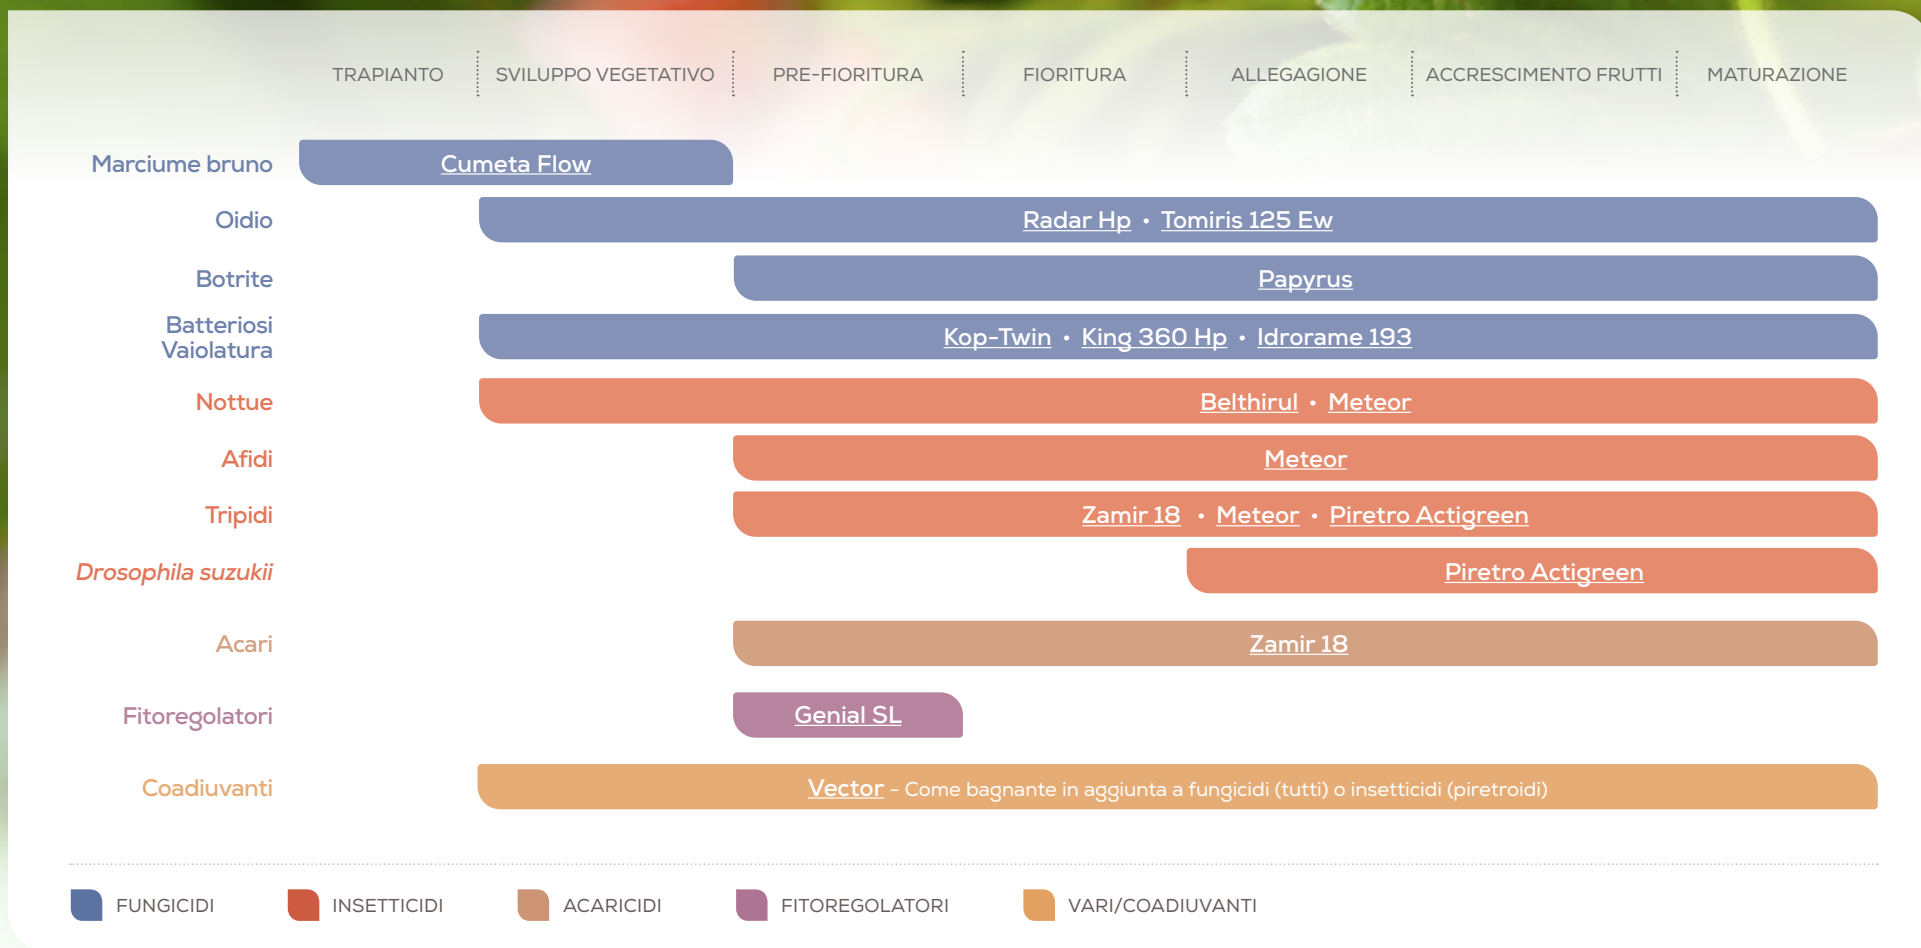 TRAPIANTO SVILUPPO VEGETATIVO PRE-FIORITURA FIORITURA ALLEGAGIONE ACCRESCIMENTO FRUTTI MATURAZIONE
Marciume bruno Cumeta Flow
Oidio Radar Hp • Tomiris 125 Ew
Botrite Papyrus
Batteriosi
Vaiolatura Kop-Twin • King 360 Hp • Idrorame 193
Nottue Belthirul • Meteor
Afidi Meteor
Tripidi Zamir 18 • Meteor • Piretro Actigreen
Drosophila suzukii Piretro Actigreen
Acari Zamir 18
Fitoregolatori Genial SL
Coadiuvanti Vector - Come bagnante in aggiunta a fungicidi (tutti) o insetticidi (piretroidi)
FUNGICIDI INSETTICIDI ACARICIDI FITOREGOLATORI VARI/COADIUVANTI